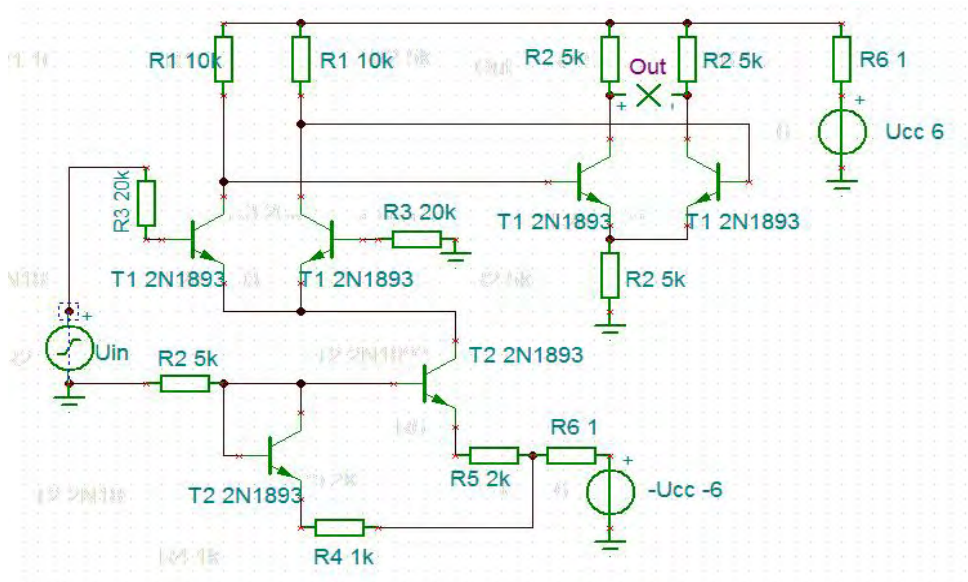 R1 10k
R1 10k
R2 5k
Out
R2 5k
R6 1
+
+
Ucc 6
R3 20k
R3 20k
T1 2N1893
T1 2N1893
T1 2N1893
T1 2N1893
R2 5k
+
Uin
R2 5k
T2 2N1893
R6 1
+
R5 2k
-Ucc -6
T2 2N1893
R4 1k